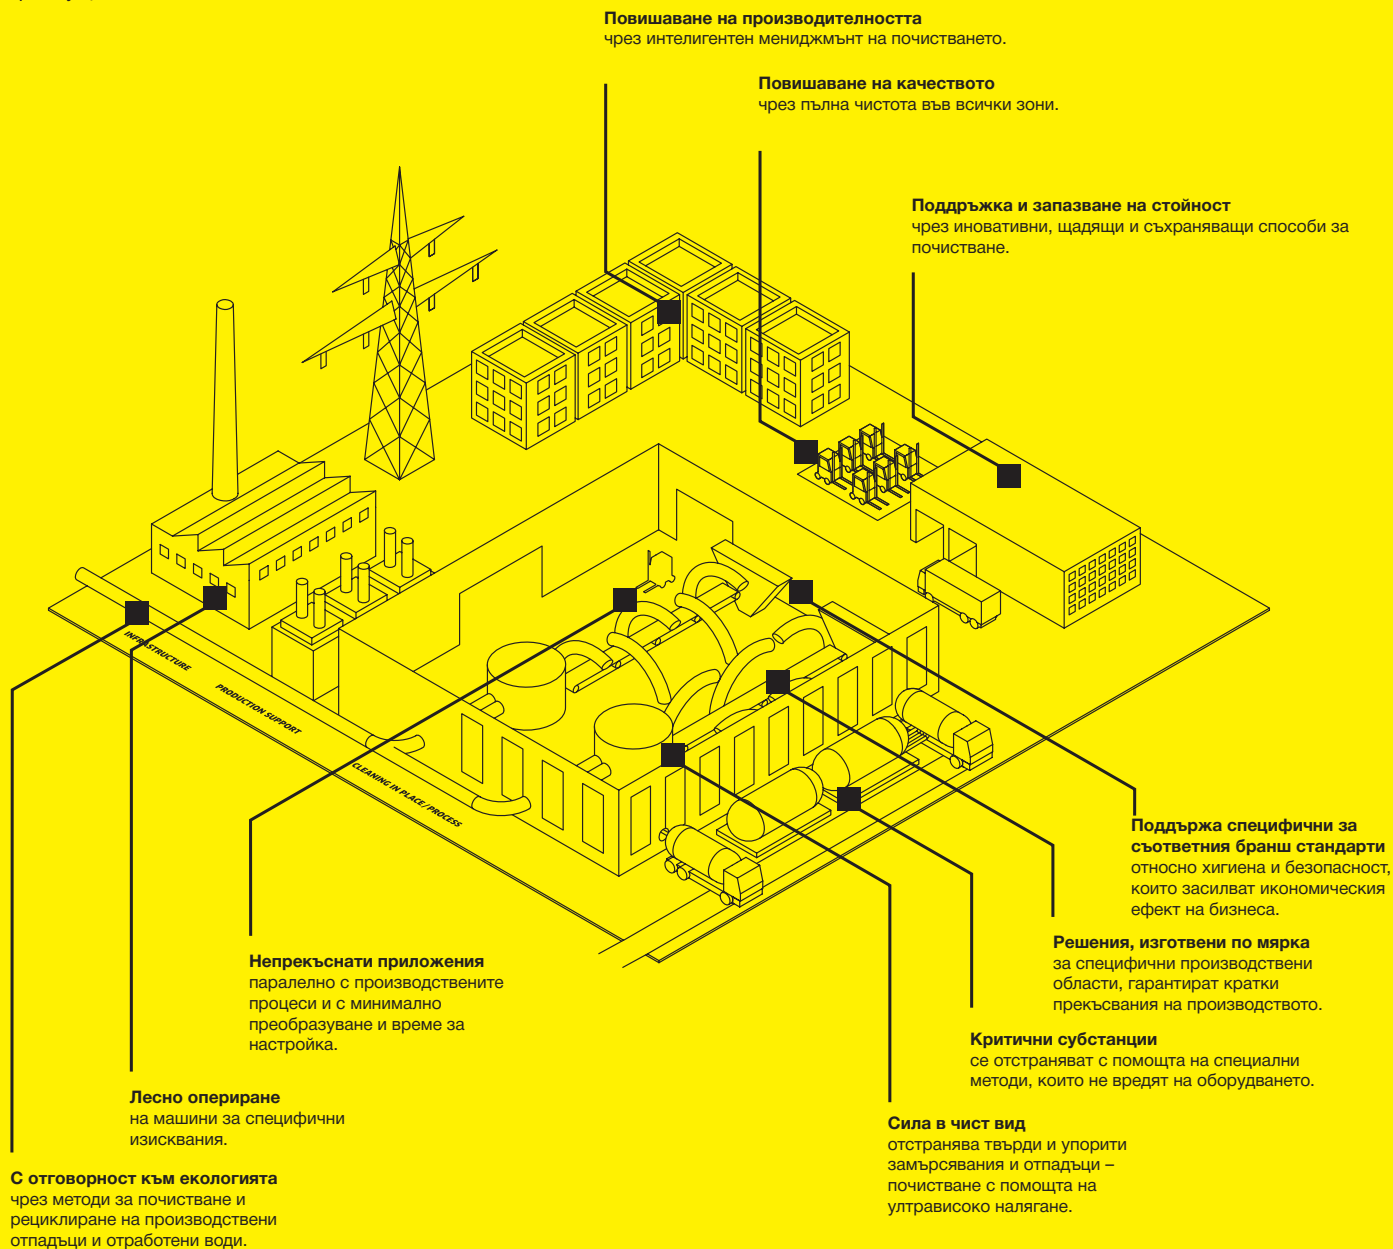 Повишаване на производителността
чрез интелигентен мениджмънт на почистването.
Повишаване на качеството
чрез пълна чистота във всички зони.
Поддръжка и запазване на стойност
чрез иновативни, щадящи и съхраняващи способи за
почистване.
INFRASTRUCTURE
PRODUCTION SUPPORT
CLEANING IN PLACE / PROCESS
Поддържа специфични за
съответния бранш стандарти
относно хигиена и безопасност,
които засилват икономическия
ефект на бизнеса.
Решения, изготвени по мярка
за специфични производствени
области, гарантират кратки
прекъсвания на производството.
Критични субстанции
се отстраняват с помощта на специални
методи, които не вредят на оборудването.
Сила в чист вид
отстранява твърди и упорити
замърсявания и отпадъци –
почистване с помощта на
ултрависоко налягане.
Непрекъснати приложения
паралелно с производствените
процеси и с минимално
преобразуване и време за
настройка.
Лесно опериране
на машини за специфични
изисквания.
С отговорност към екологията
чрез методи за почистване и
рециклиране на производствени
отпадъци и отработени води.